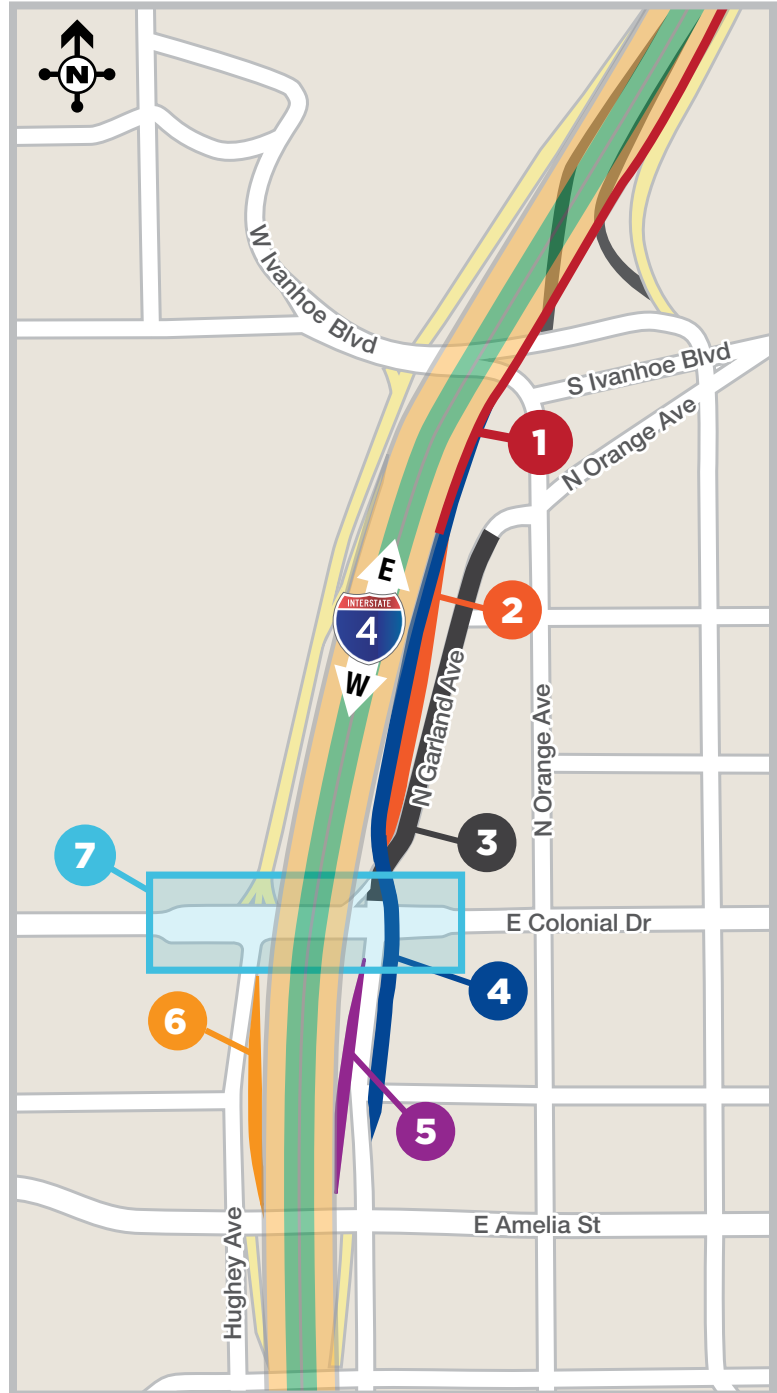 N
W Ivanhoe Blvd
S Ivanhoe Blvd
N Orange Ave
1
E
INTERSTATE
4
W
2
N Garland Ave
N Orange Ave
3
7
E Colonial Dr
4
6
5
E Amelia St
Hughey Ave